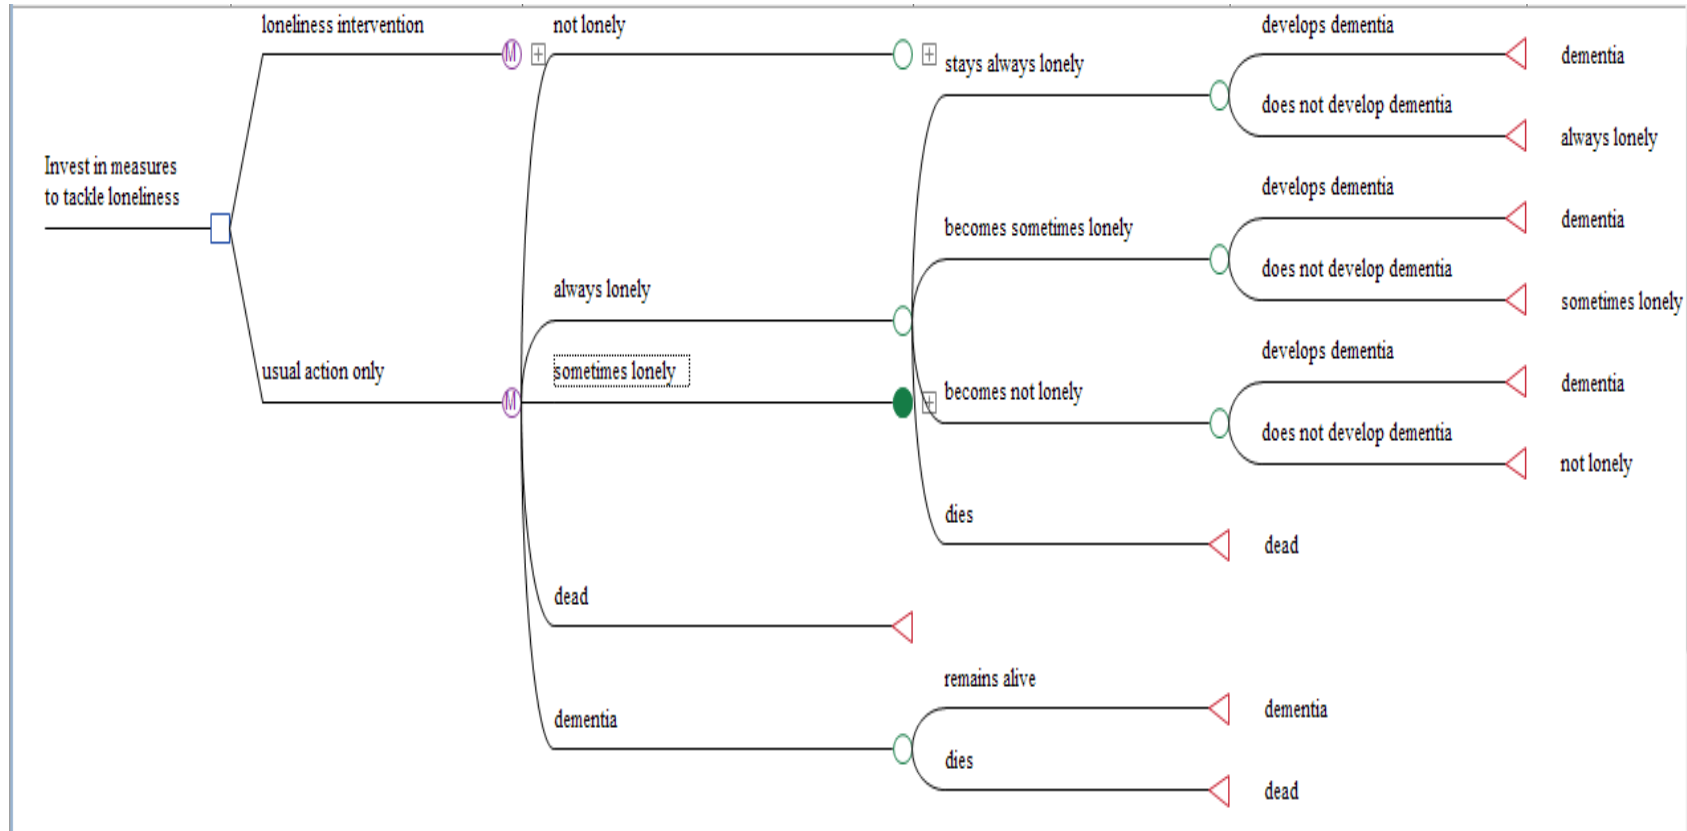 loneliness intervention
not lonely
develops dementia
dementia
stays always lonely
does not develop dementia
always lonely
Invest in measures
to tackle loneliness
develops dementia
dementia
becomes sometimes lonely
does not develop dementia
always lonely
sometimes lonely
develops dementia
usual action only
sometimes lonely
dementia
becomes not lonely
does not develop dementia
not lonely
dies
dead
dead
remains alive
dementia
dementia
dies
dead
M
M